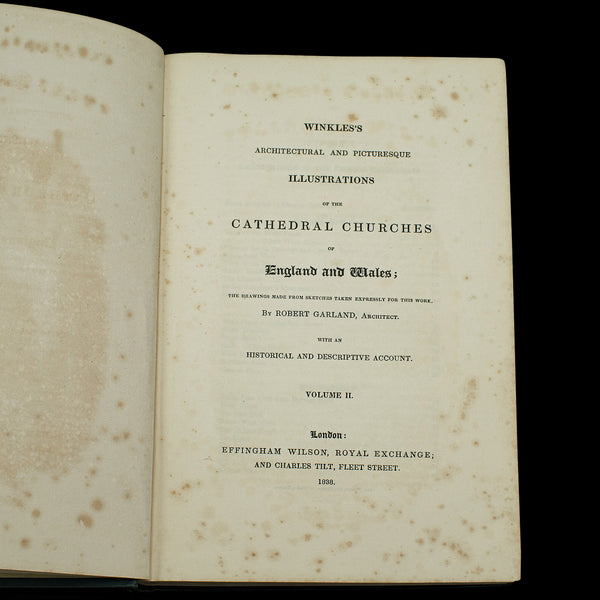 WINKLES'S
ARCHITECTURAL AND PICTURESQUE
ILLUSTRATIONS
OF THE
CATHEDRAL CHURCHES
OF
England and Wales;
THE DRAWINGS MADE FROM SKETCHES TAKEN EXPRESSLY FOR THIS WORK,
BY ROBERT GARLAND, ARCHITECT.
WITH AN
HISTORICAL AND DESCRIPTIVE ACCOUNT.
VOLUME II.
London:
EFFINGHAM WILSON, ROYAL EXCHANGE;
AND CHARLES TILT, FLEET STREET.
1838.